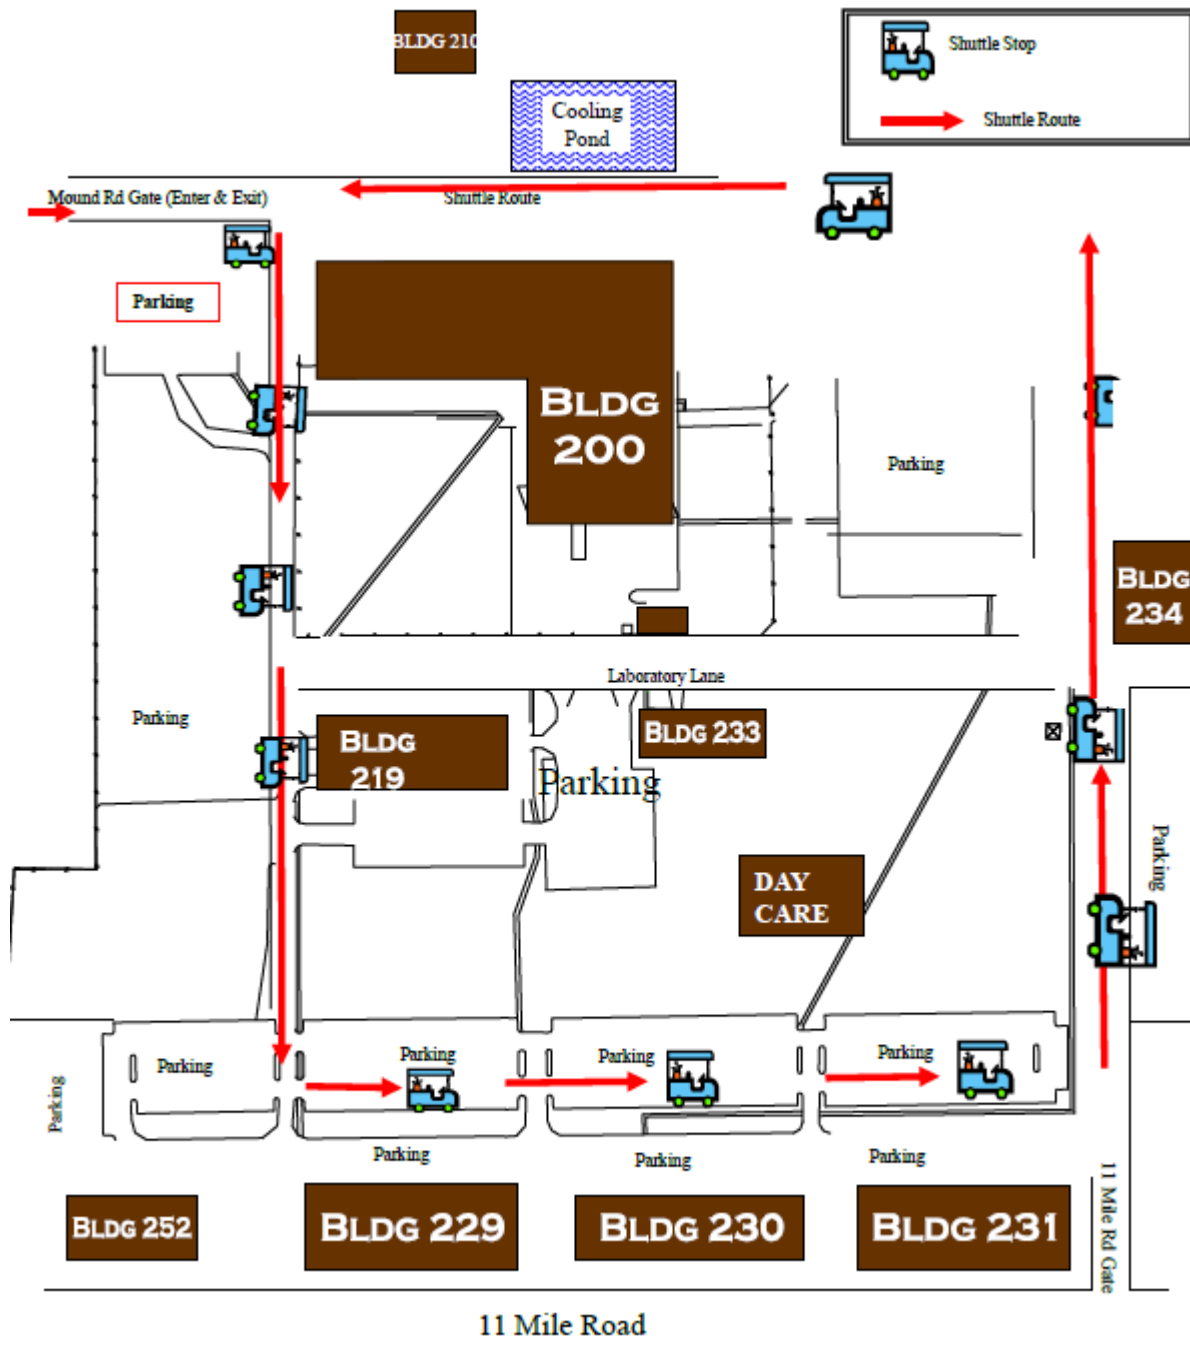 BLDG 210
Shuttle Stop
Shuttle Route
Cooling
Pond
Mound Rd Gate (Enter & Exit)
Shuttle Route
Parking
BLDG
200
Parking
BLDG
234
Laboratory Lane
Parking
BLDG
219
BLDG 233
Parking
Parking
DAY
CARE
Parking
Parking
Parking
Parking
Parking
Parking
Parking
Parking
11 Mile Rd Gate
BLDG 252
BLDG 229
BLDG 230
BLDG 231
11 Mile Road